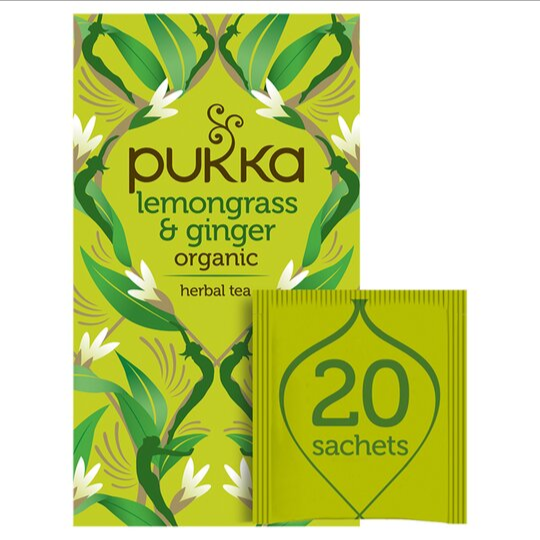 pukka
lemongrass
& ginger
organic
herbal tea
20
sachets